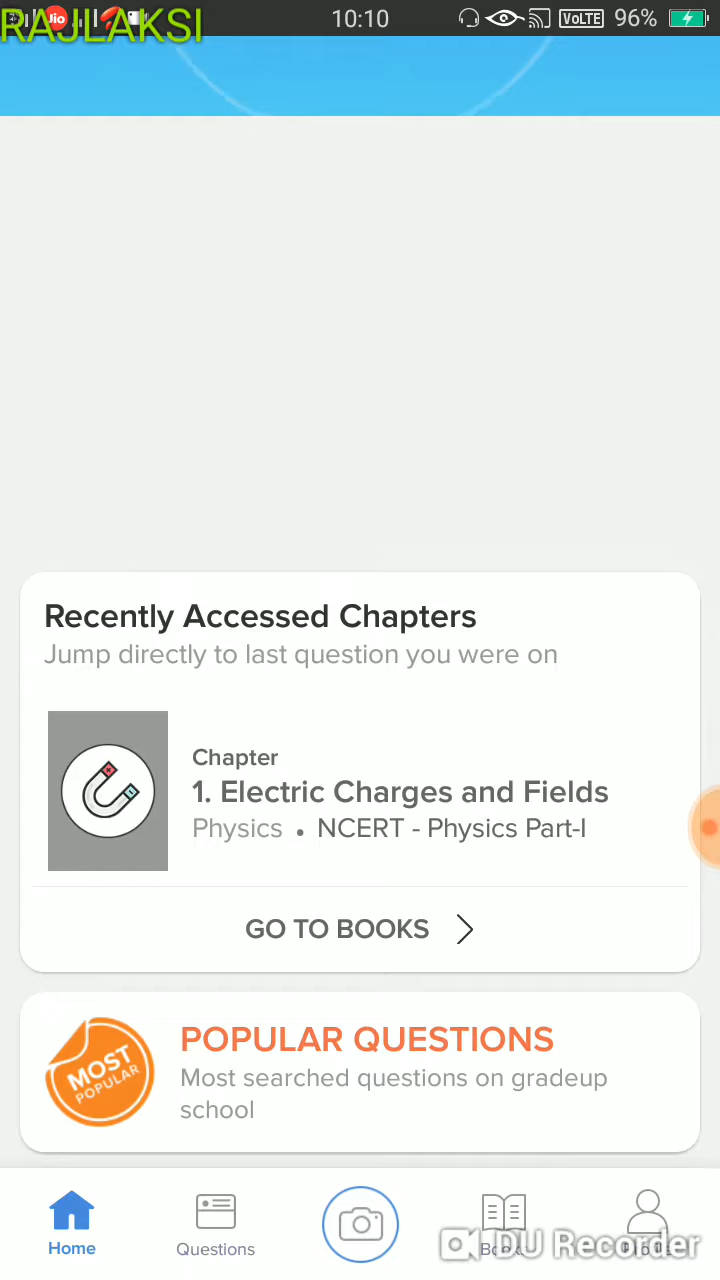 RAJLAKSI
Jio
10:10
VoLTE
96%
Recently Accessed Chapters
Jump directly to last question you were on
Chapter
1. Electric Charges and Fields
Physics • NCERT - Physics Part-I
GO TO BOOKS
MOST
POPULAR
POPULAR QUESTIONS
Most searched questions on gradeup
school
Home
Questions
DU Recorder